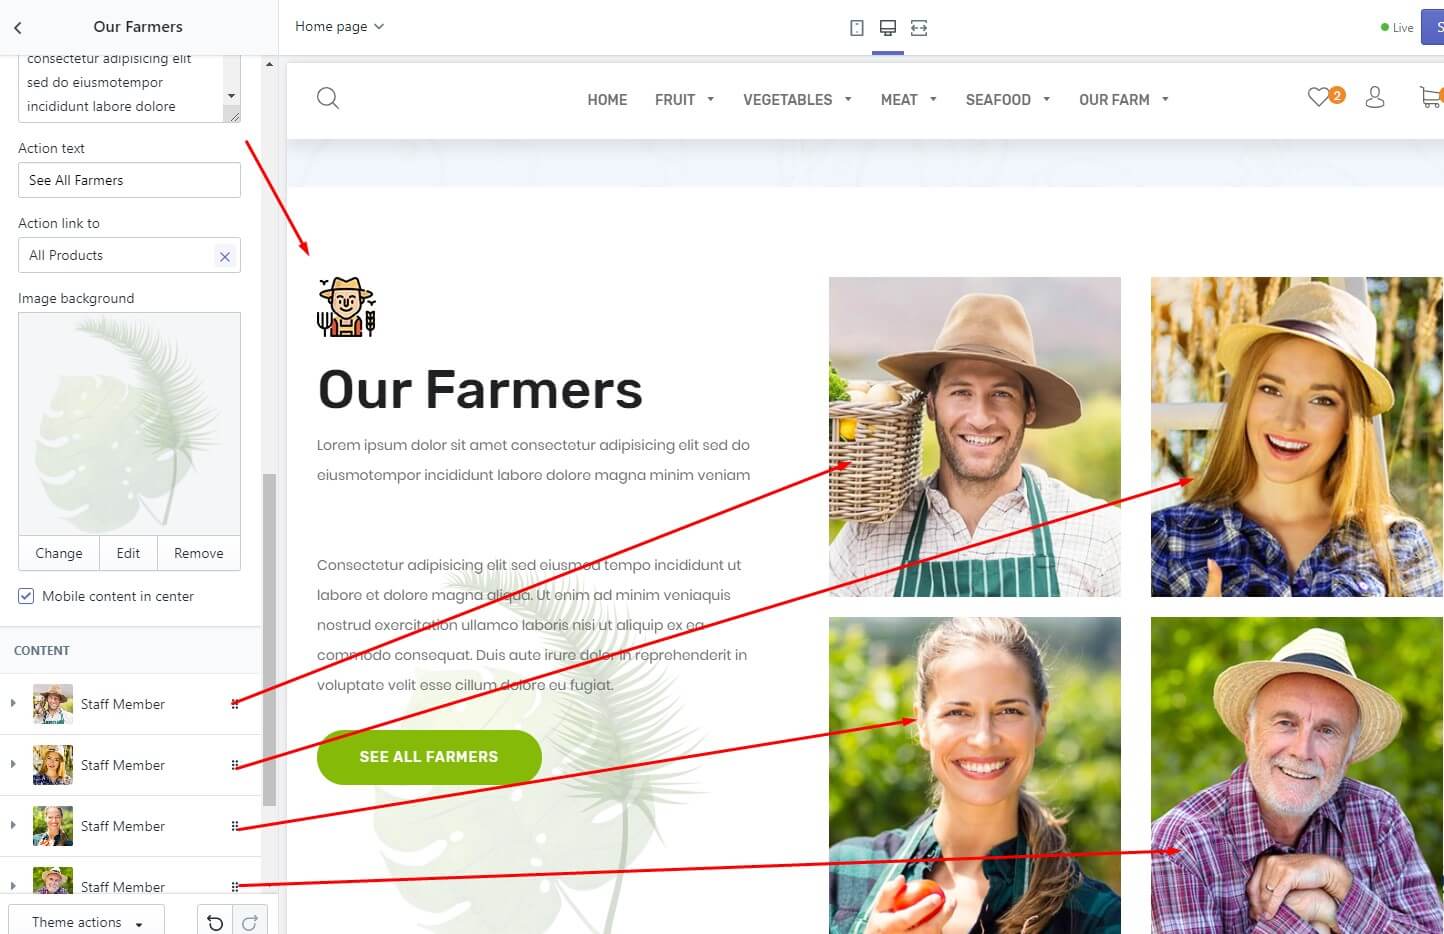 Our Farmers
Home page
Live
S
consectetur adipisicing elit
sed do eiusmotempor
incididunt labore dolore
Action text
See All Farmers
Action link to
All Products
Image background
Change Edit Remove
Mobile content in center
CONTENT
Staff Member
Staff Member
Staff Member
Staff Member
Theme actions
HOME FRUIT VEGETABLES MEAT SEAFOOD OUR FARM
2
Our Farmers
Lorem ipsum dolor sit amet consectetur adipisicing elit sed do
eiusmotempor incididunt labore dolore magna minim veniam
Consectetur adipisicing elit sed eiusmod tempo incididunt ut
labore et dolore magna aliqua. Ut enim ad minim veniaquis
nostrud exercitation ullamco laboris nisi ut aliquip ex ea
commodo consequat. Duis aute irure dolor in reprehenderit in
voluptate velit esse cillum dolore eu fugiat.
SEE ALL FARMERS